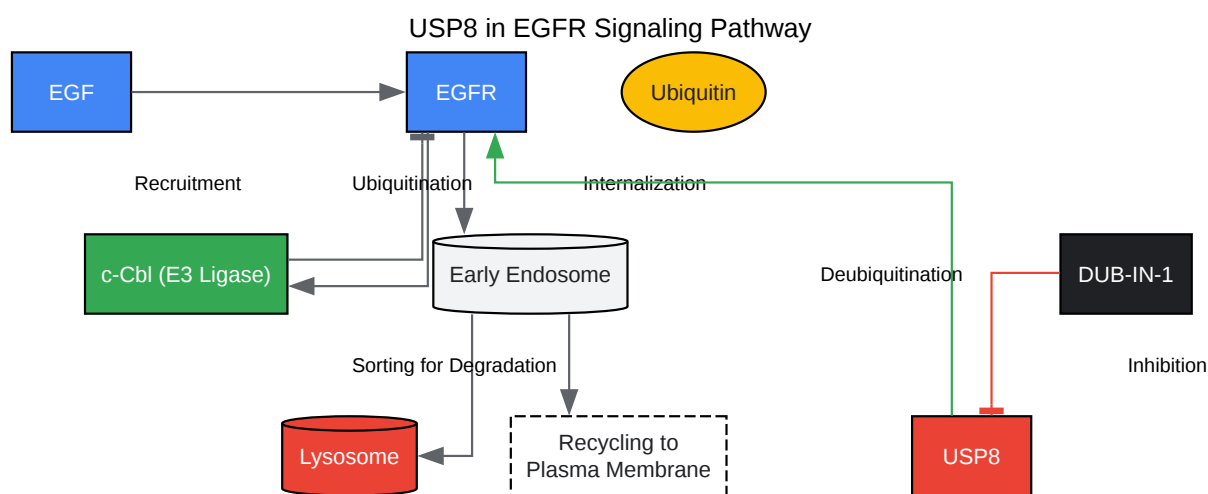 USP8 in EGFR Signaling Pathway
EGF
EGFR
Ubiquitin
Recruitment
Ubiquitination
Internalization
c-Cbl (E3 Ligase)
Early Endosome
Deubiquitination
DUB-IN-1
Sorting for Degradation
Inhibition
Lysosome
Recycling to
Plasma Membrane
USP8